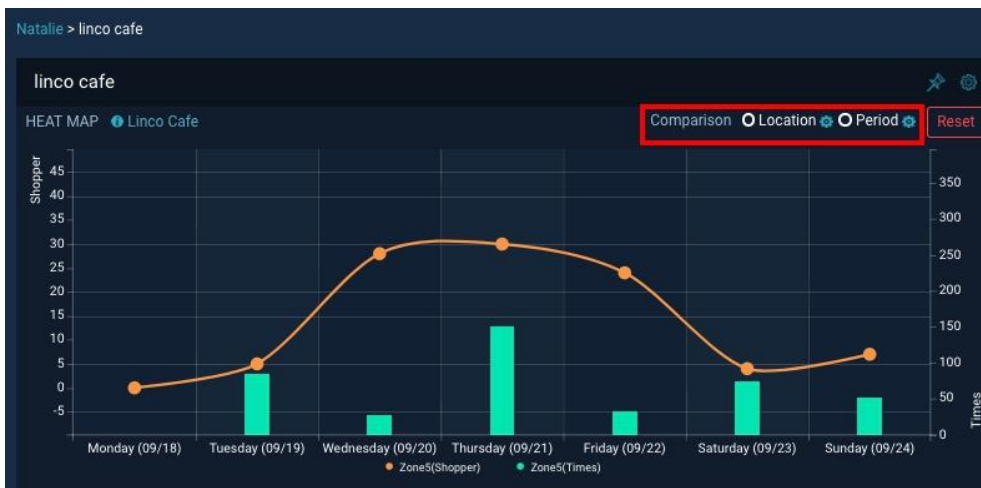 Natalie > linco cafe
linco cafe
HEAT MAP Linco Cafe Comparison Location Period Reset
Shopper
45
40
35
30
25
20
15
10
5
0
-5
350
300
250
200
150
100
50
0
Times
Monday (09/18) Tuesday (09/19) Wednesday (09/20) Thursday (09/21) Friday (09/22) Saturday (09/23) Sunday (09/24)
Zone5(Shopper) Zone5(Times)